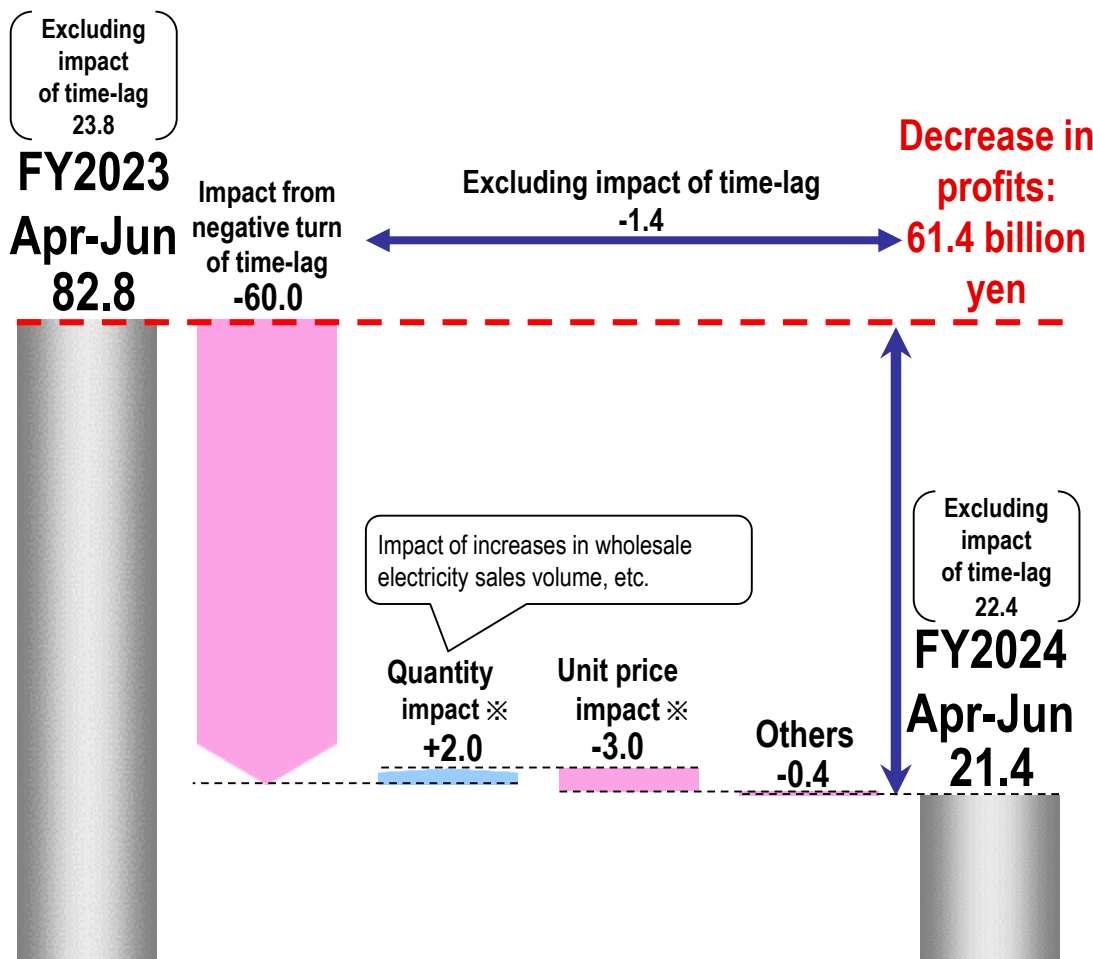 Excluding
impact
of time-lag
23.8
FY2023
Apr-Jun
82.8
Impact from
negative turn
of time-lag
-60.0
Excluding impact of time-lag
-1.4
Decrease in
profits:
61.4 billion
yen
Impact of increases in wholesale
electricity sales volume, etc.
Quantity
impact ※
+2.0
Unit price
impact ※
-3.0
Others
-0.4
Excluding
impact
of time-lag
22.4
FY2024
Apr-Jun
21.4